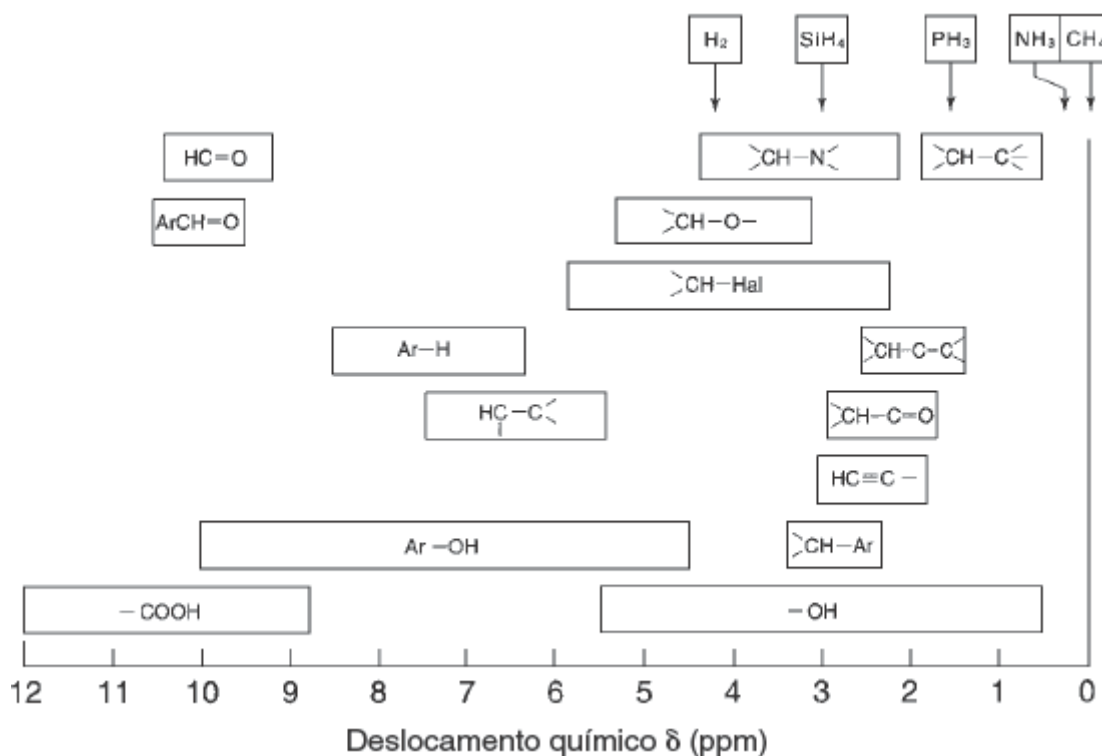 H₂ SiH₄ PH₃ NH₃ CH₄
HC=O >CH-N< >CH-C<-
ArCH=O >CH-O-
>CH-Hal
Ar-H >CH-C-C<
HC-C< >CH-C=O
HC≡C-
Ar-OH >CH-Ar
-COOH -OH
12 11 10 9 8 7 6 5 4 3 2 1 0
Deslocamento químico δ (ppm)